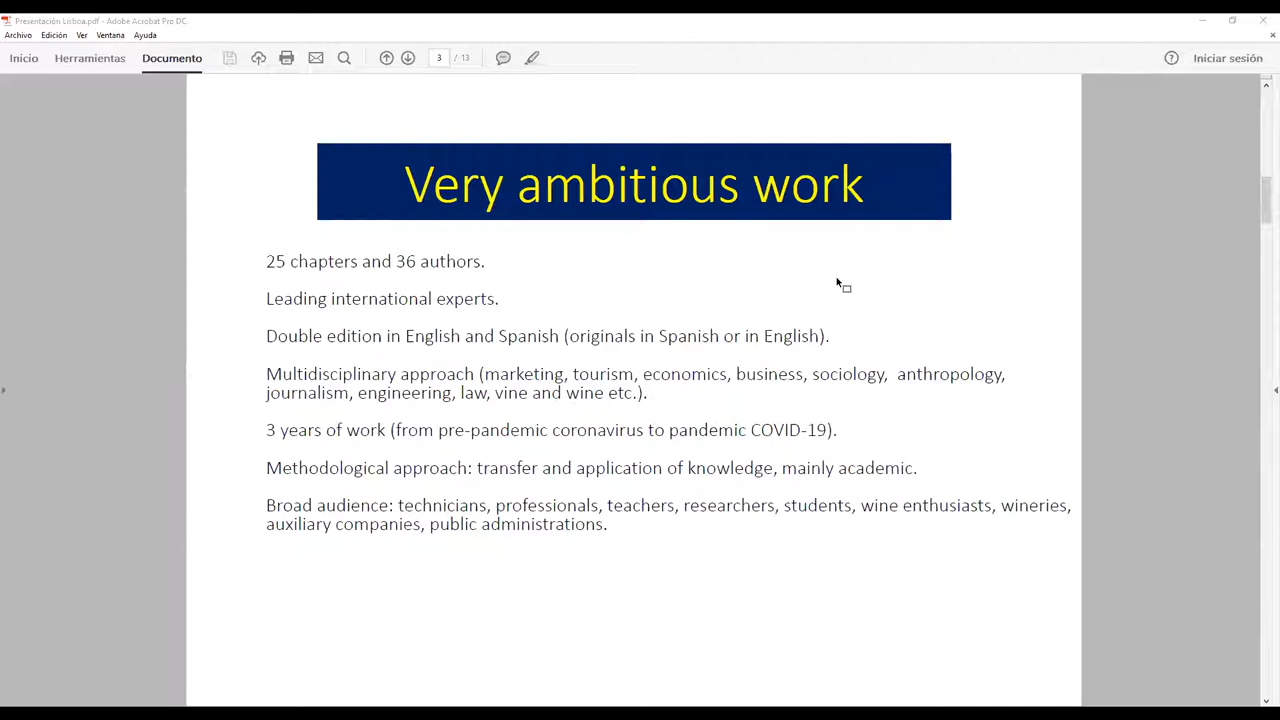 Presentación Lisboa.pdf - Adobe Acrobat Pro DC
Archivo Edición Ver Ventana Ayuda
Inicio Herramientas Documento 3 / 13 Iniciar sesión
Very ambitious work
25 chapters and 36 authors.
Leading international experts.
Double edition in English and Spanish (originals in Spanish or in English).
Multidisciplinary approach (marketing, tourism, economics, business, sociology, anthropology,
journalism, engineering, law, vine and wine etc.).
3 years of work (from pre-pandemic coronavirus to pandemic COVID-19).
Methodological approach: transfer and application of knowledge, mainly academic.
Broad audience: technicians, professionals, teachers, researchers, students, wine enthusiasts, wineries,
auxiliary companies, public administrations.